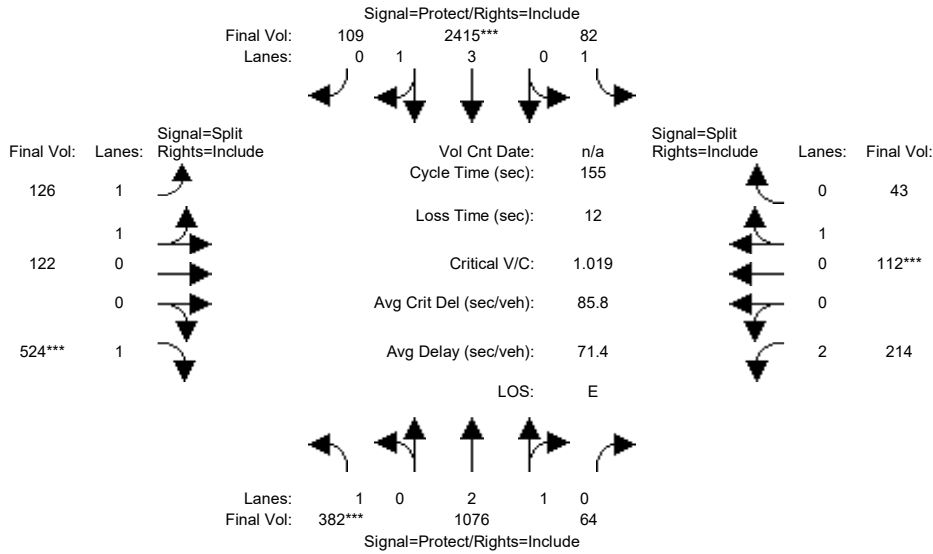 Signal=Protect/Rights=Include
Final Vol: 109 2415*** 82
Lanes: 0 1 3 0 1
Signal=Split
Final Vol: Lanes: Rights=Include
Vol Cnt Date: n/a
Signal=Split
Rights=Include Lanes: Final Vol:
Cycle Time (sec): 155
126 1
0 43
Loss Time (sec): 12
1
1
122 0
Critical V/C: 1.019
0 112***
0
Avg Crit Del (sec/veh): 85.8
0
524*** 1
Avg Delay (sec/veh): 71.4
2 214
LOS: E
Lanes: 1 0 2 1 0
Final Vol: 382*** 1076 64
Signal=Protect/Rights=Include